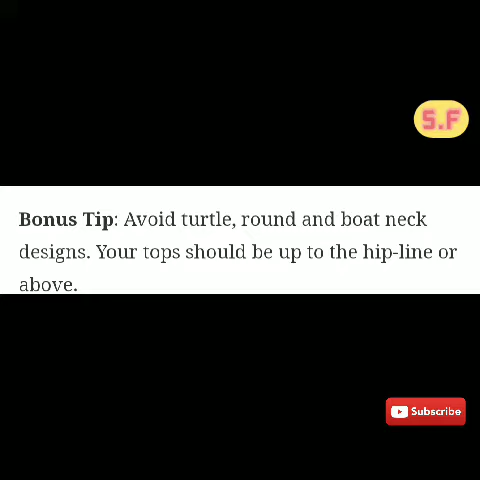 S.F
Bonus Tip: Avoid turtle, round and boat neck
designs. Your tops should be up to the hip-line or
above.
Subscribe